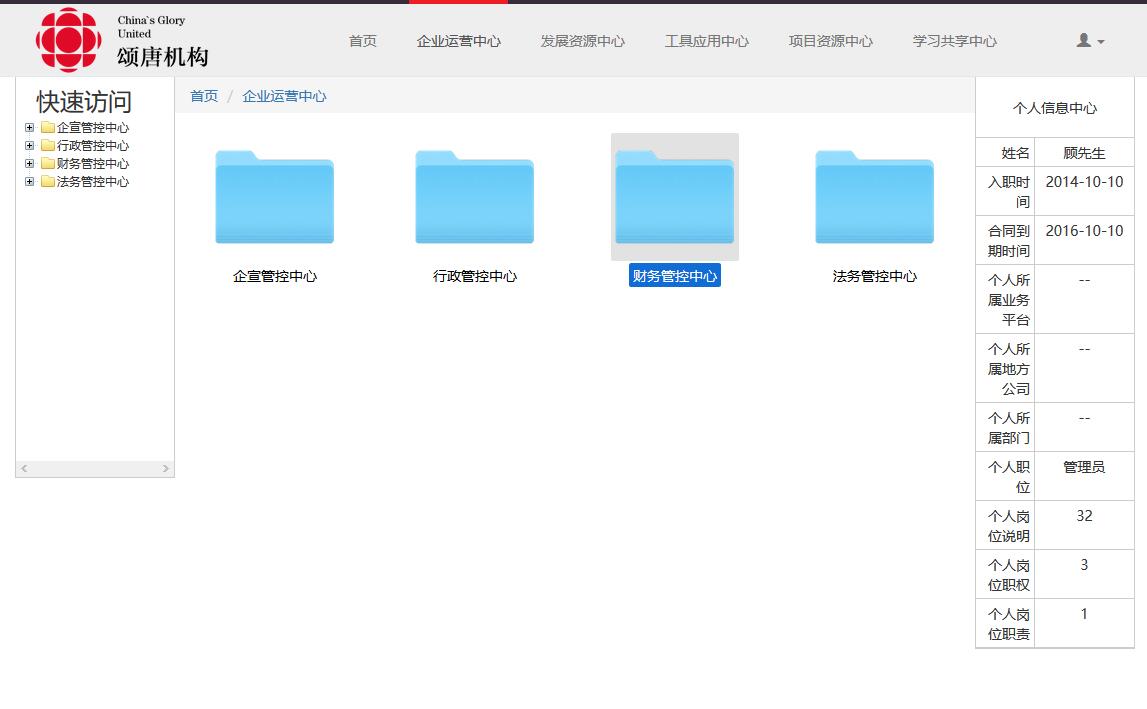 China`s Glory
United
颂唐机构
首页
企业运营中心
发展资源中心
工具应用中心
项目资源中心
学习共享中心
快速访问
企宣管控中心
行政管控中心
财务管控中心
法务管控中心
首页 / 企业运营中心
企宣管控中心
行政管控中心
财务管控中心
法务管控中心
个人信息中心
姓名 顾先生
入职时 2014-10-10
间
合同到 2016-10-10
期时间
个人所 --
属业务
平台
个人所 --
属地方
公司
个人所 --
属部门
个人职 管理员
位
个人岗 32
位说明
个人岗 3
位职权
个人岗 1
位职责